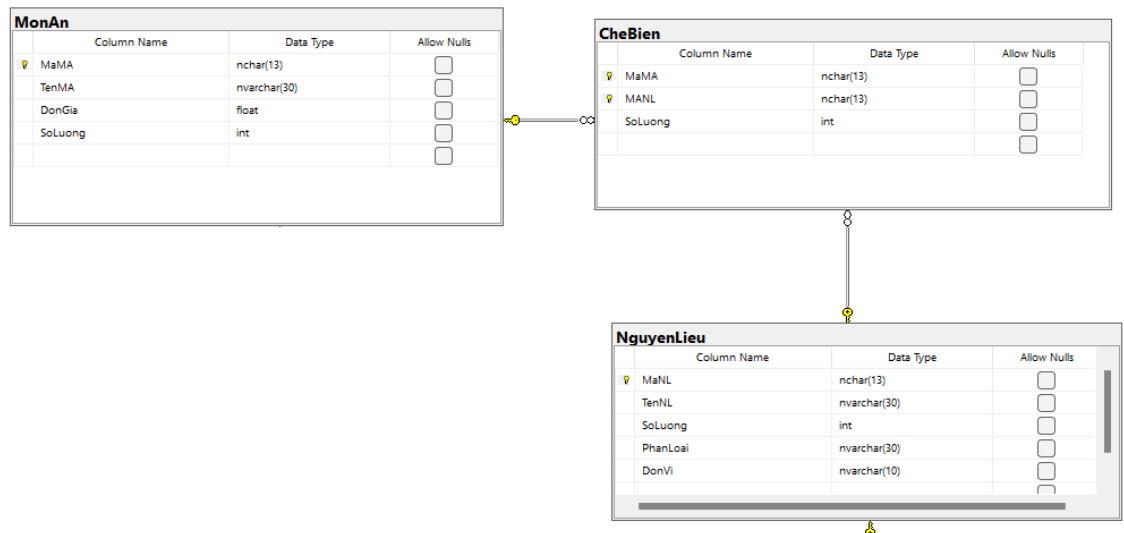 MonAn
Column Name Data Type Allow Nulls
MaMA nchar(13)
TenMA nvarchar(30)
DonGia float
SoLuong int
CheBien
Column Name Data Type Allow Nulls
MaMA nchar(13)
MANL nchar(13)
SoLuong int
NguyenLieu
Column Name Data Type Allow Nulls
MaNL nchar(13)
TenNL nvarchar(30)
SoLuong int
PhanLoai nvarchar(30)
DonVi nvarchar(10)